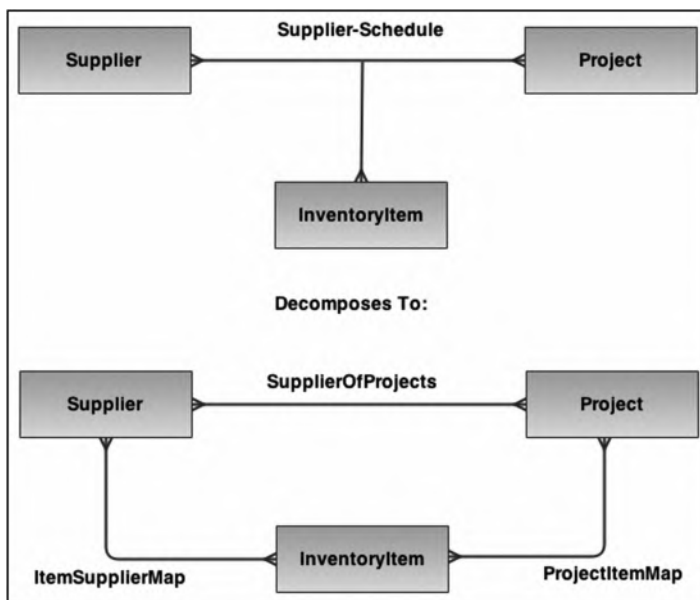 Supplier-Schedule
Supplier
Project
InventoryItem
Decomposes To:
SupplierOfProjects
Supplier
Project
InventoryItem
ItemSupplierMap
ProjectItemMap